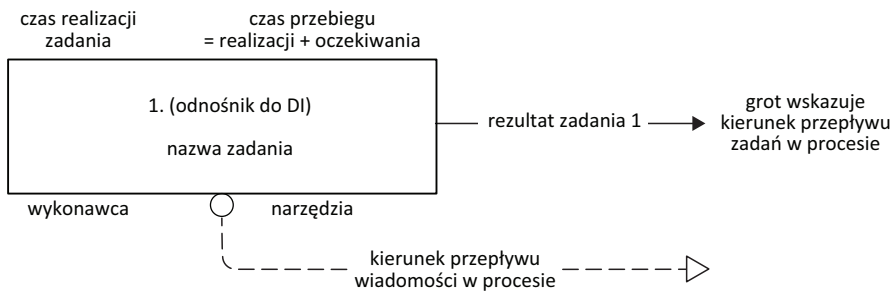 czas realizacji
zadania
czas przebiegu
= realizacji + oczekiwania
1. (odnośnik do DI)
nazwa zadania
rezultat zadania 1
grot wskazuje
kierunek przepływu
zadań w procesie
wykonawca
narzędzia
kierunek przepływu
wiadomości w procesie